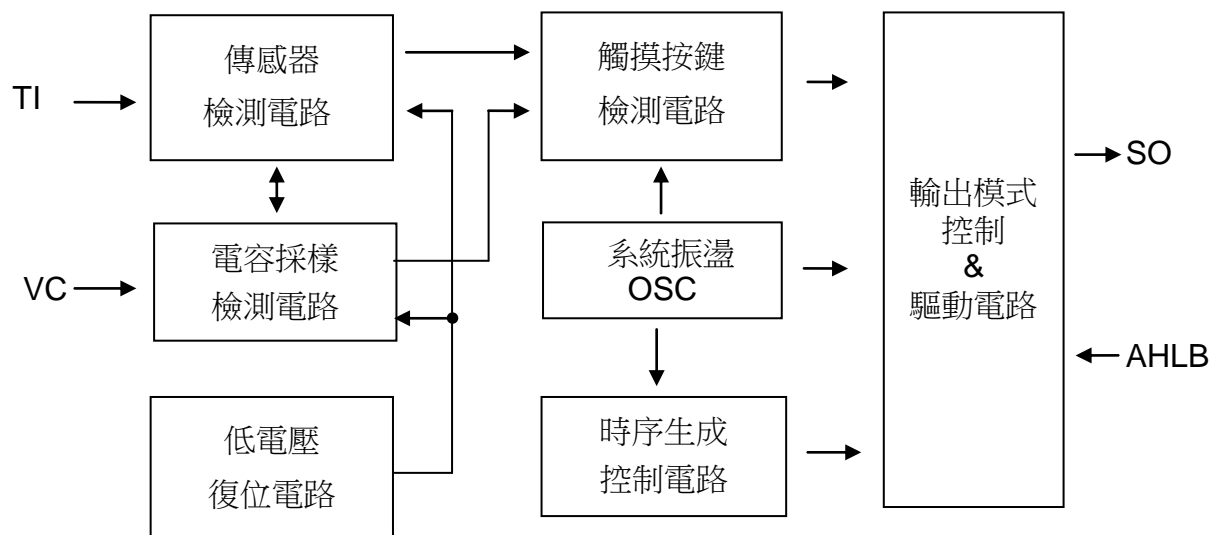 TI
傳感器
檢測電路
觸摸按鍵
檢測電路
SO
VC
電容採樣
檢測電路
系統振盪
OSC
輸出模式
控制
&
驅動電路
AHLB
低電壓
復位電路
時序生成
控制電路